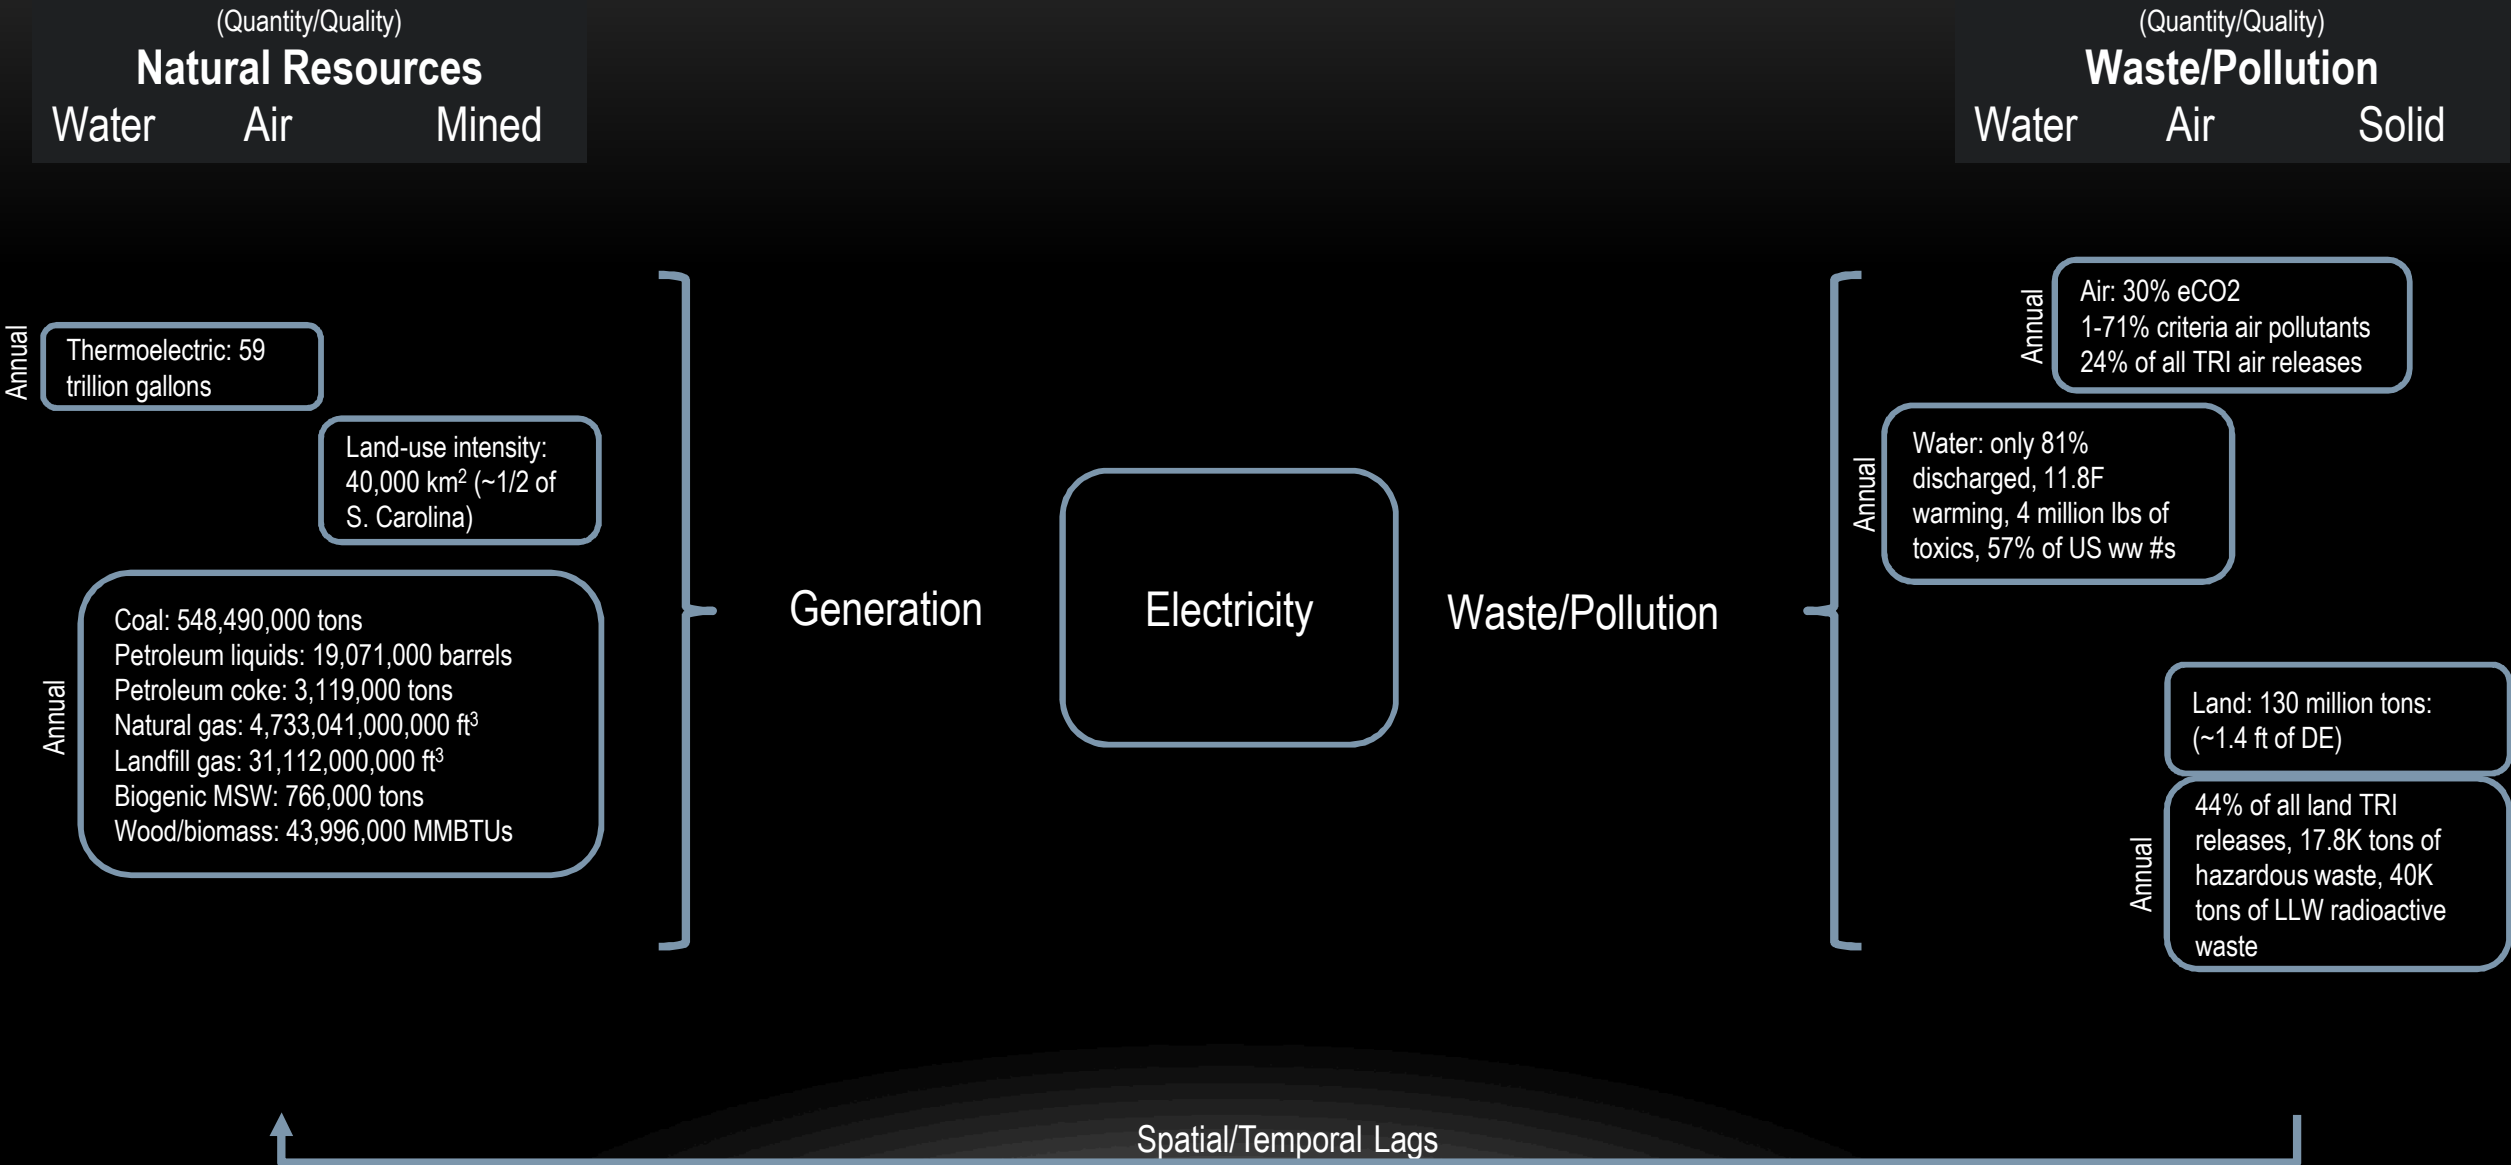 (Quantity/Quality)
Natural Resources
Water Air Mined
(Quantity/Quality)
Waste/Pollution
Water Air Solid
Annual
Thermoelectric: 59
trillion gallons
Land-use intensity:
40,000 km² (~1/2 of
S. Carolina)
Annual
Coal: 548,490,000 tons
Petroleum liquids: 19,071,000 barrels
Petroleum coke: 3,119,000 tons
Natural gas: 4,733,041,000,000 ft³
Landfill gas: 31,112,000,000 ft³
Biogenic MSW: 766,000 tons
Wood/biomass: 43,996,000 MMBTUs
Generation
Electricity
Waste/Pollution
Annual
Air: 30% eCO2
1-71% criteria air pollutants
24% of all TRI air releases
Annual
Water: only 81%
discharged, 11.8F
warming, 4 million lbs of
toxics, 57% of US ww #s
Land: 130 million tons:
(~1.4 ft of DE)
Annual
44% of all land TRI
releases, 17.8K tons of
hazardous waste, 40K
tons of LLW radioactive
waste
Spatial/Temporal Lags